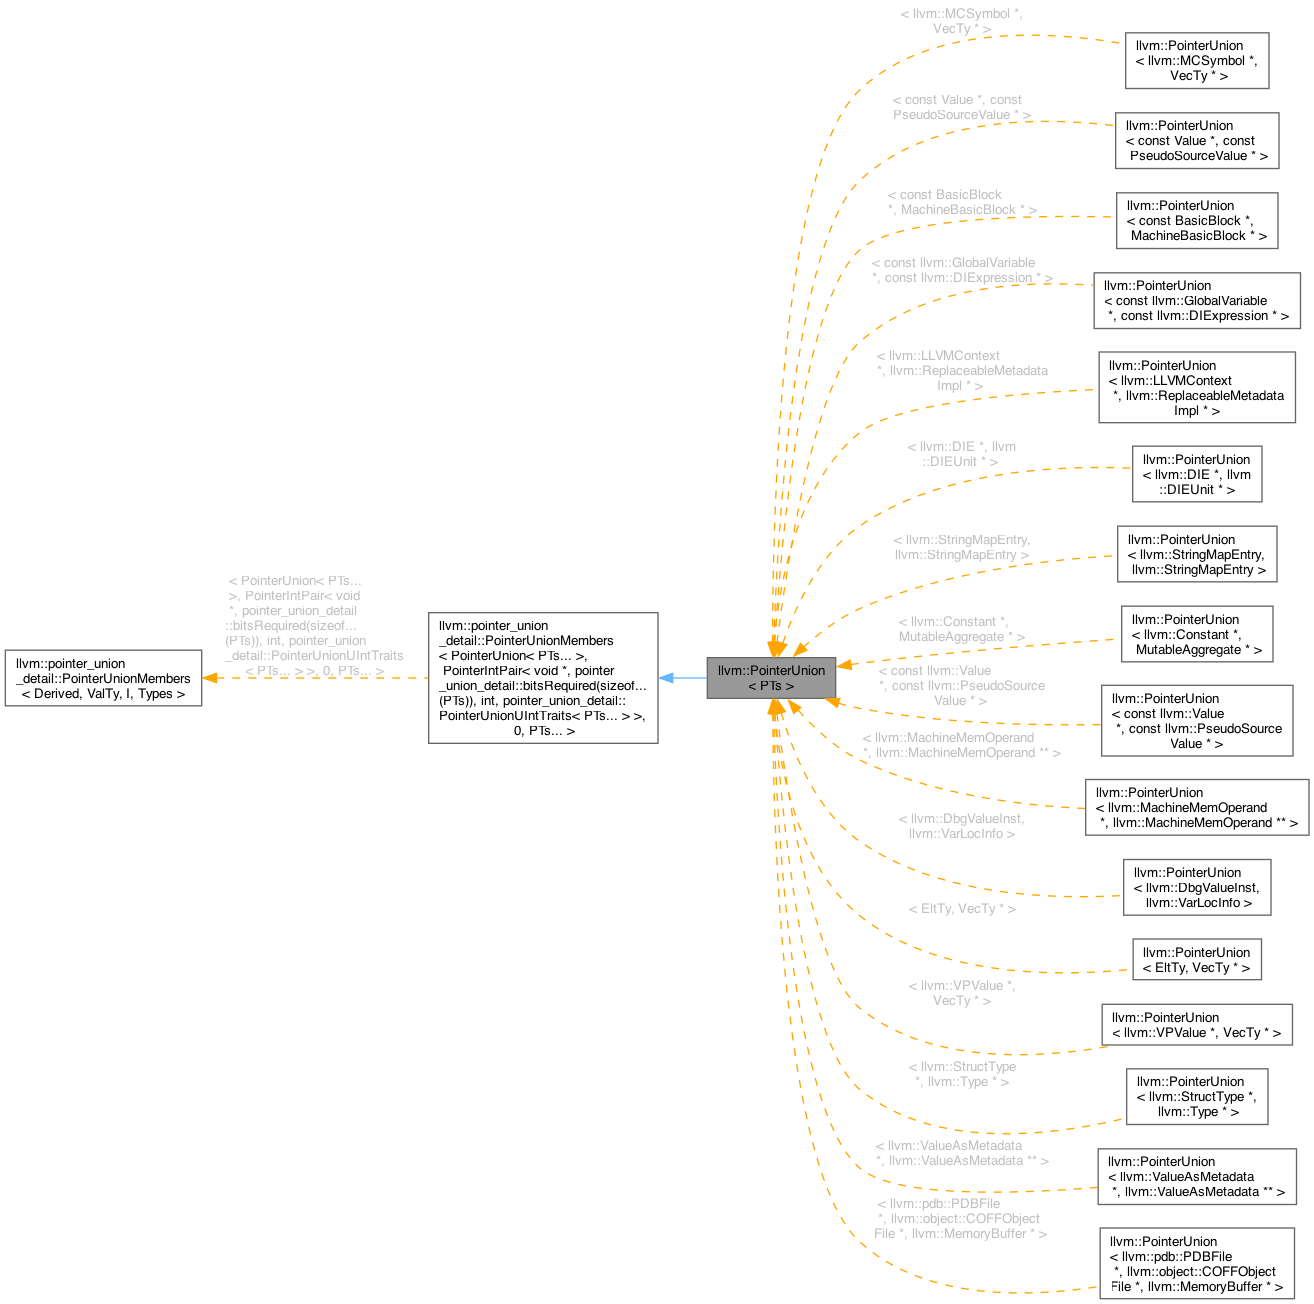 llvm::pointer_union
_detail::PointerUnionMembers
< Derived, ValTy, I, Types >
< PointerUnion< PTs...
>, PointerIntPair< void
*, pointer_union_detail
::bitsRequired(sizeof...
(PTs)), int, pointer_union
_detail::PointerUnionUIntTraits
< PTs... > >, 0, PTs... >
llvm::pointer_union
_detail::PointerUnionMembers
< PointerUnion< PTs... >,
PointerIntPair< void *, pointer
_union_detail::bitsRequired(sizeof...
(PTs)), int, pointer_union_detail::
PointerUnionUIntTraits< PTs... > >,
0, PTs... >
llvm::PointerUnion
< PTs >
< llvm::MCSymbol *,
VecTy * >
llvm::PointerUnion
< llvm::MCSymbol *,
VecTy * >
< const Value *, const
PseudoSourceValue * >
llvm::PointerUnion
< const Value *, const
PseudoSourceValue * >
< const BasicBlock
*, MachineBasicBlock * >
llvm::PointerUnion
< const BasicBlock *,
MachineBasicBlock * >
< const llvm::GlobalVariable
*, const llvm::DIExpression * >
llvm::PointerUnion
< const llvm::GlobalVariable
*, const llvm::DIExpression * >
< llvm::LLVMContext
*, llvm::ReplaceableMetadata
Impl * >
llvm::PointerUnion
< llvm::LLVMContext
*, llvm::ReplaceableMetadata
Impl * >
< llvm::DIE *, llvm
::DIEUnit * >
llvm::PointerUnion
< llvm::DIE *, llvm
::DIEUnit * >
< llvm::StringMapEntry,
llvm::StringMapEntry >
llvm::PointerUnion
< llvm::StringMapEntry,
llvm::StringMapEntry >
< llvm::Constant *,
MutableAggregate * >
llvm::PointerUnion
< llvm::Constant *,
MutableAggregate * >
< const llvm::Value
*, const llvm::PseudoSource
Value * >
llvm::PointerUnion
< const llvm::Value
*, const llvm::PseudoSource
Value * >
< llvm::MachineMemOperand
*, llvm::MachineMemOperand ** >
llvm::PointerUnion
< llvm::MachineMemOperand
*, llvm::MachineMemOperand ** >
< llvm::DbgValueInst,
llvm::VarLocInfo >
llvm::PointerUnion
< llvm::DbgValueInst,
llvm::VarLocInfo >
< EltTy, VecTy * >
llvm::PointerUnion
< EltTy, VecTy * >
< llvm::VPValue *,
VecTy * >
llvm::PointerUnion
< llvm::VPValue *, VecTy * >
< llvm::StructType
*, llvm::Type * >
llvm::PointerUnion
< llvm::StructType *,
llvm::Type * >
< llvm::ValueAsMetadata
*, llvm::ValueAsMetadata ** >
llvm::PointerUnion
< llvm::ValueAsMetadata
*, llvm::ValueAsMetadata ** >
< llvm::pdb::PDBFile
*, llvm::object::COFFObject
File *, llvm::MemoryBuffer * >
llvm::PointerUnion
< llvm::pdb::PDBFile
*, llvm::object::COFFObject
File *, llvm::MemoryBuffer * >